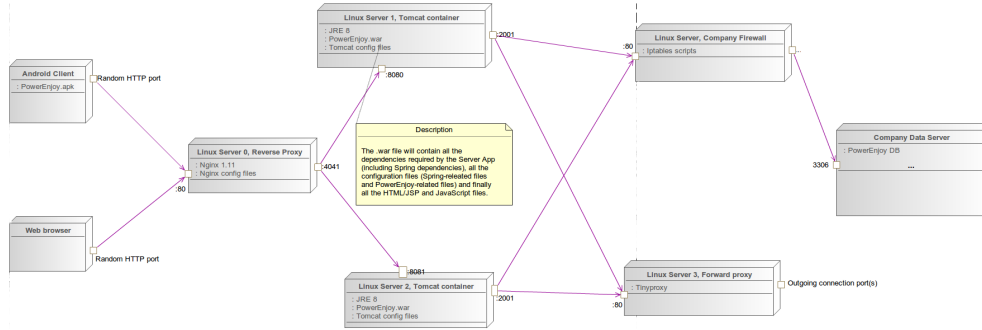 Linux Server 1, Tomcat container
: JRE 8
: PowerEnjoy.war
: Tomcat config files
:2001
:8080
Linux Server, Company Firewall
: Iptables scripts
:80
...
Android Client
: PowerEnjoy.apk
Random HTTP port
Description
The .war file will contain all the
dependencies required by the Server App
(including Spring dependencies), all the
configuration files (Spring-releated files
and PowerEnjoy-related files) and finally
all the HTML/JSP and JavaScript files.
Company Data Server
: PowerEnjoy DB
...
3306
Linux Server 0, Reverse Proxy
: Nginx 1.11
: Nginx config files
:80
:4041
Web browser
Random HTTP port
:8081
Linux Server 2, Tomcat container
: JRE 8
: PowerEnjoy.war
: Tomcat config files
:2001
Linux Server 3, Forward proxy
: Tinyproxy
:80
Outgoing connection port(s)